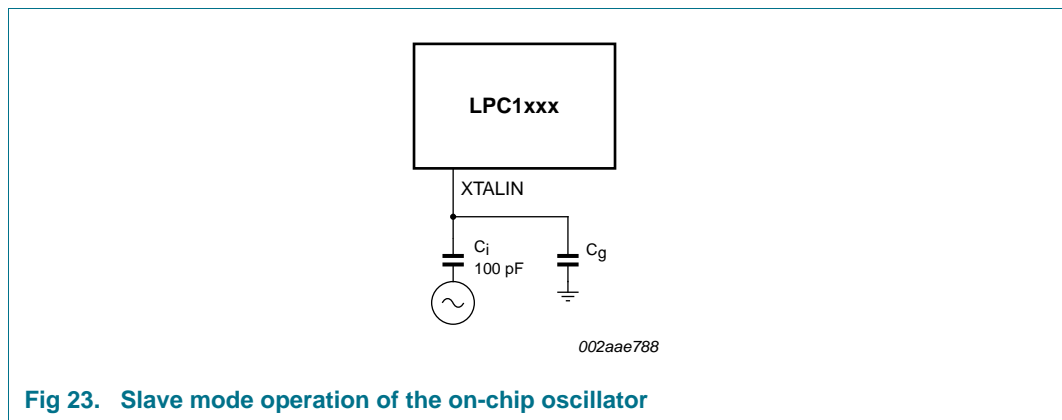 LPC1xxx
XTALIN
Ci
100 pF
Cg
002aae788
Fig 23. Slave mode operation of the on-chip oscillator